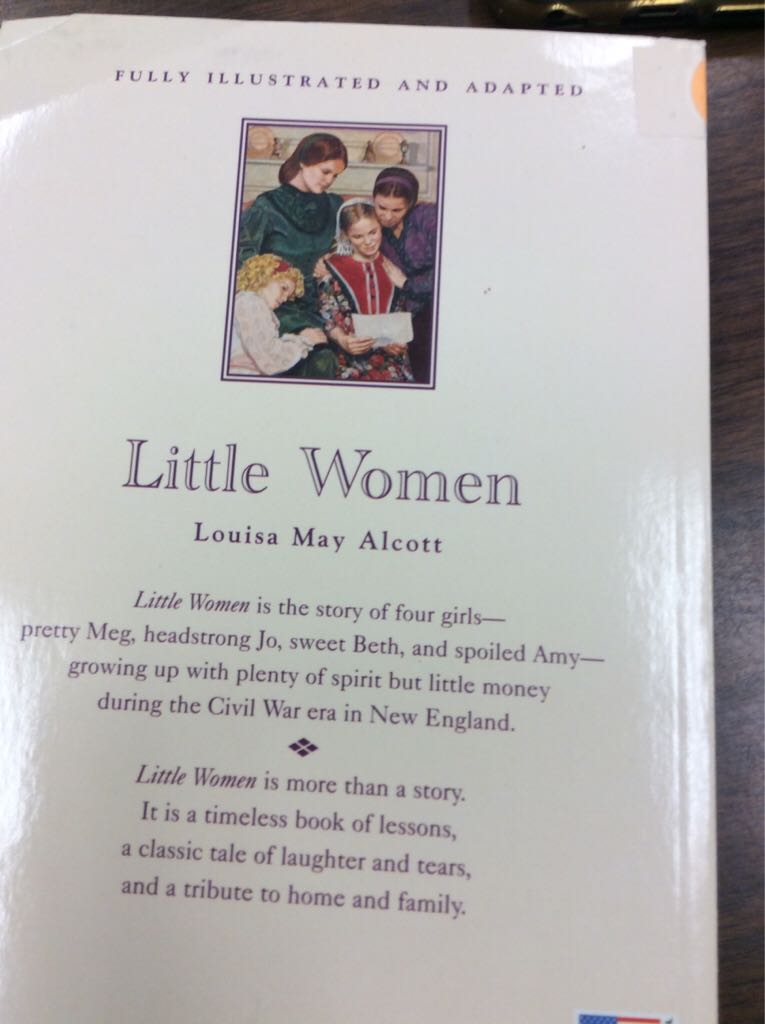 FULLY ILLUSTRATED AND ADAPTED
Little Women
Louisa May Alcott
Little Women is the story of four girls—
pretty Meg, headstrong Jo, sweet Beth, and spoiled Amy—
growing up with plenty of spirit but little money
during the Civil War era in New England.
Little Women is more than a story.
It is a timeless book of lessons,
a classic tale of laughter and tears,
and a tribute to home and family.